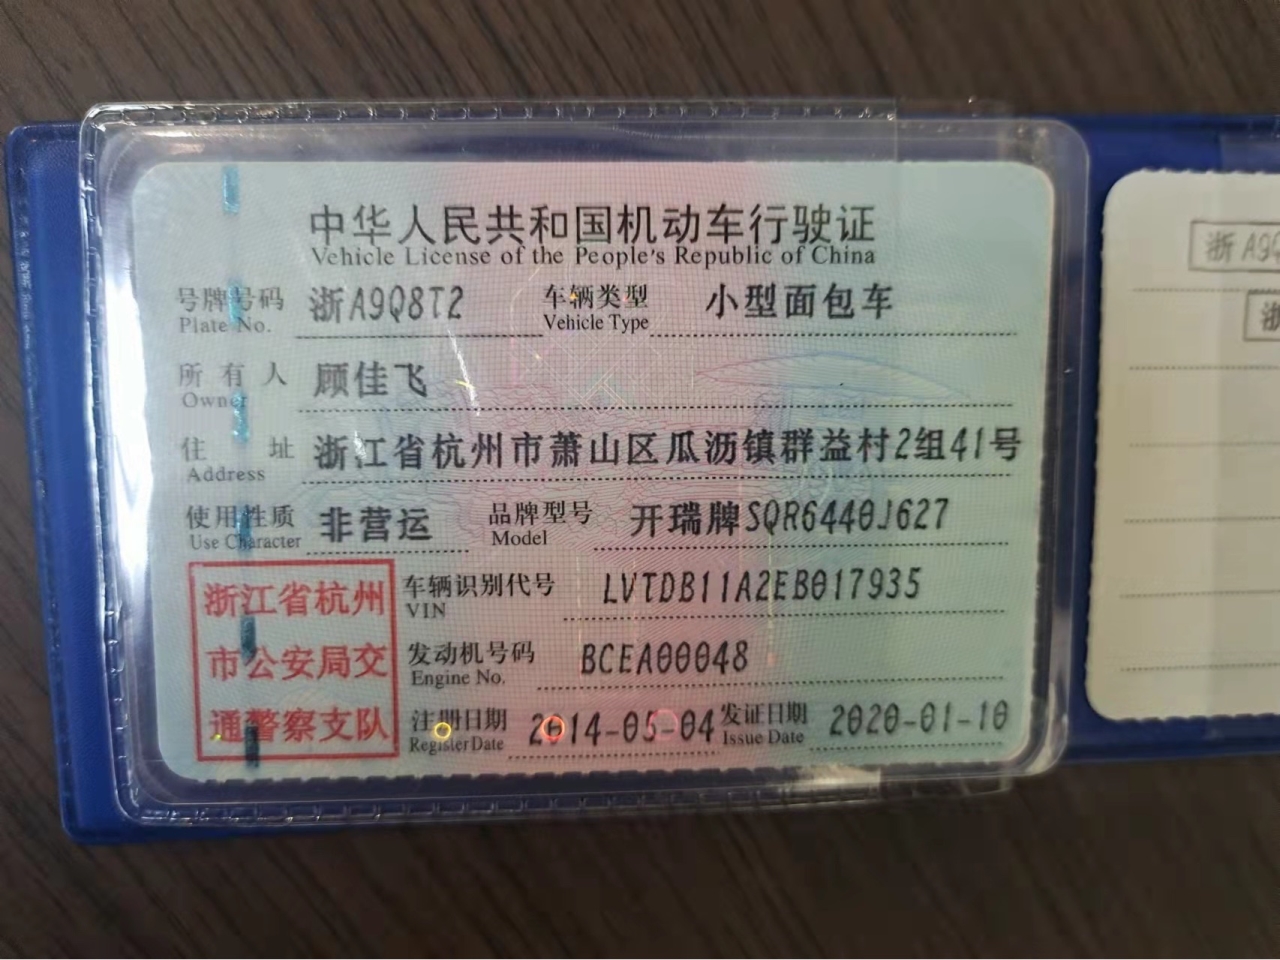 中华人民共和国机动车行驶证
Vehicle License of the People's Republic of China
号牌号码 浙A9Q8T2 车辆类型 小型面包车
Plate No. Vehicle Type
所有人 顾佳飞
Owner
住址 浙江省杭州市萧山区瓜沥镇群益村2组41号
Address
使用性质 非营运 品牌型号 开瑞牌SQR6440J627
Use Character Model
浙江省杭州
市公安局交
通警察支队
车辆识别代号 LVTDB11A2EB017935
VIN
发动机号码 BCEA00048
Engine No.
注册日期 2014-05-04 发证日期 2020-01-10
Register Date Issue Date
浙A9
浙